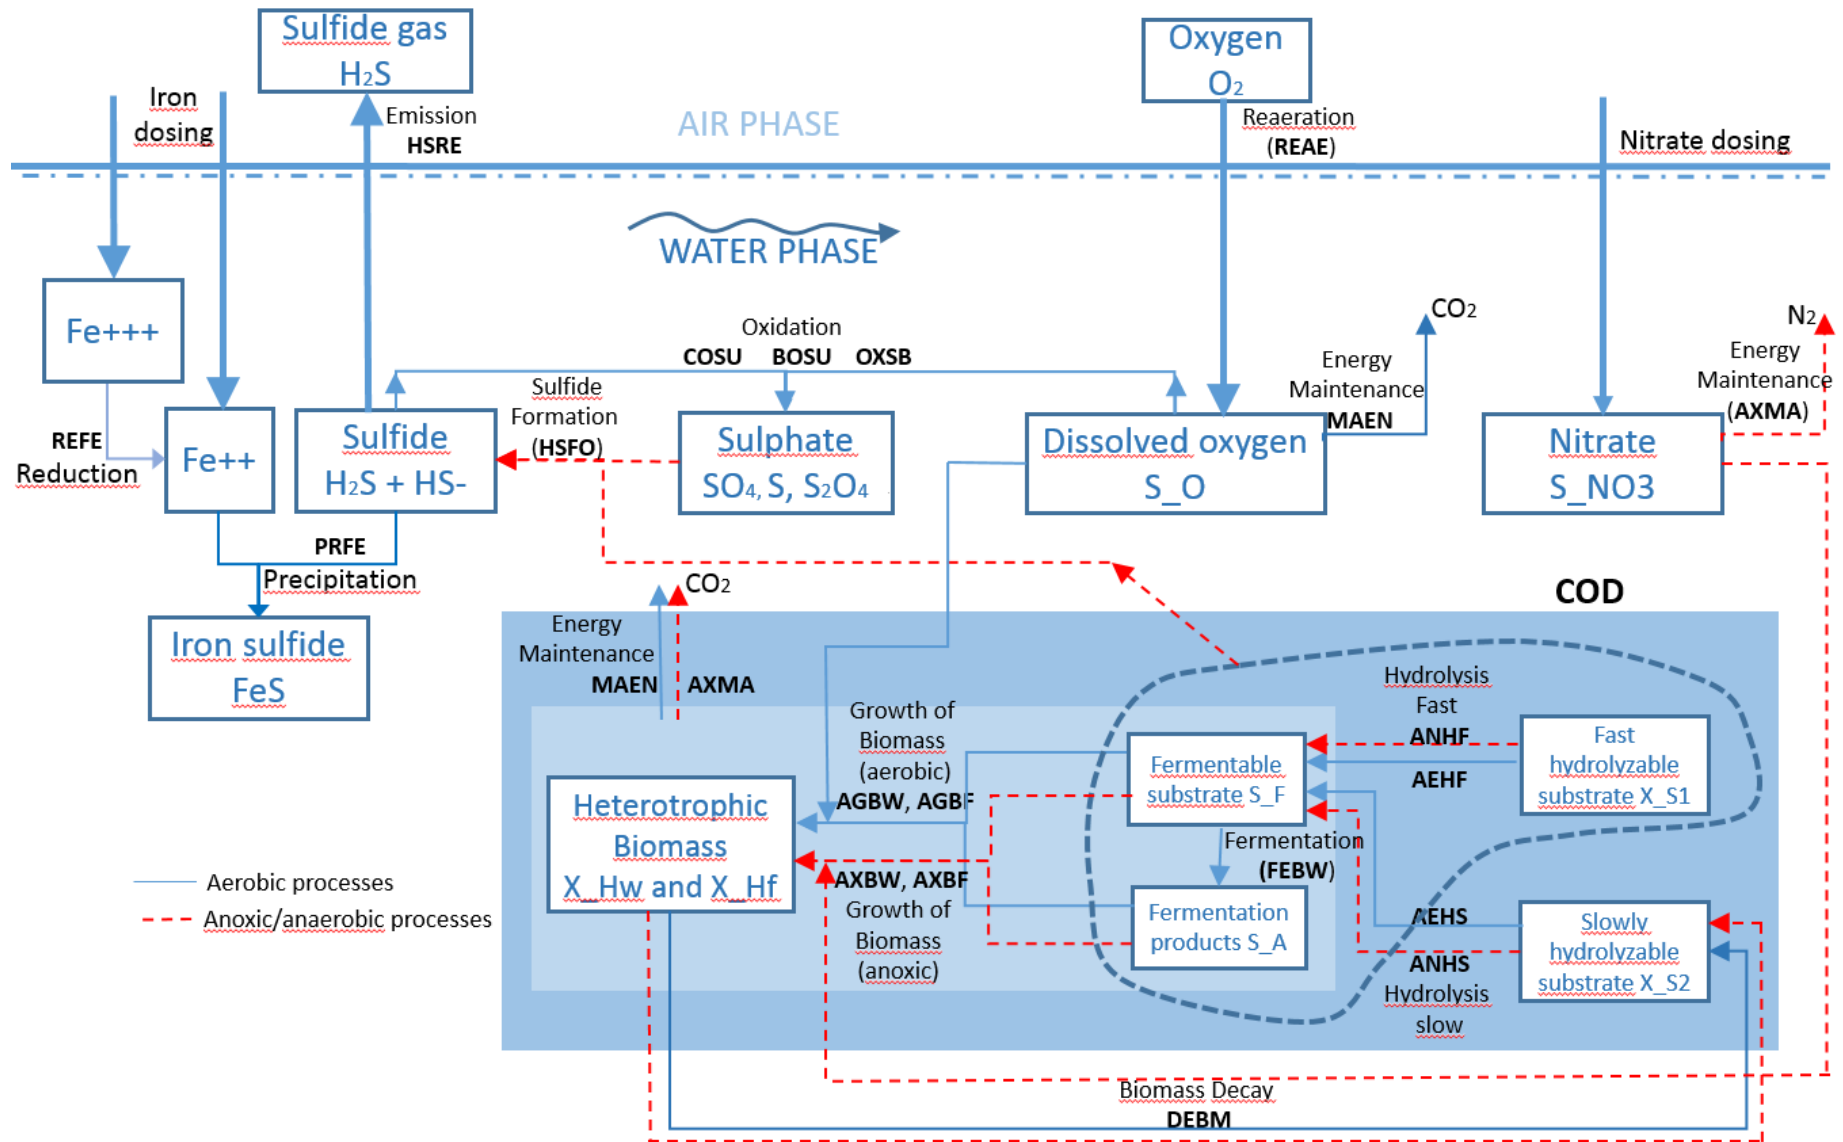 Sulfide gas
H2S
Oxygen
O2
Iron
dosing
Emission
HSRE
AIR PHASE
Reaeration
(REAE)
Nitrate dosing
WATER PHASE
Fe+++
CO2
N2
Oxidation
COSU BOSU OXSB
Energy
Maintenance
MAEN
Energy
Maintenance
(AXMA)
Sulfide
Formation
(HSFO)
REFE
Reduction
Fe++
Sulfide
H2S + HS-
Sulphate
SO4, S, S2O4
Dissolved oxygen
S_O
Nitrate
S_NO3
PRFE
Precipitation
CO2
COD
Iron sulfide
FeS
Energy
Maintenance
MAEN
AXMA
Hydrolysis
Fast
ANHF
AEHF
Growth of
Biomass
(aerobic)
AGBW, AGBF
Fermentable
substrate S_F
Fast
hydrolyzable
substrate X_S1
Heterotrophic
Biomass
X_Hw and X_Hf
Fermentation
(FEBW)
AXBW, AXBF
Growth of
Biomass
(anoxic)
Fermentation
products S_A
AEHS
ANHS
Hydrolysis
slow
Slowly
hydrolyzable
substrate X_S2
Aerobic processes
Anoxic/anaerobic processes
Biomass Decay
DEBM